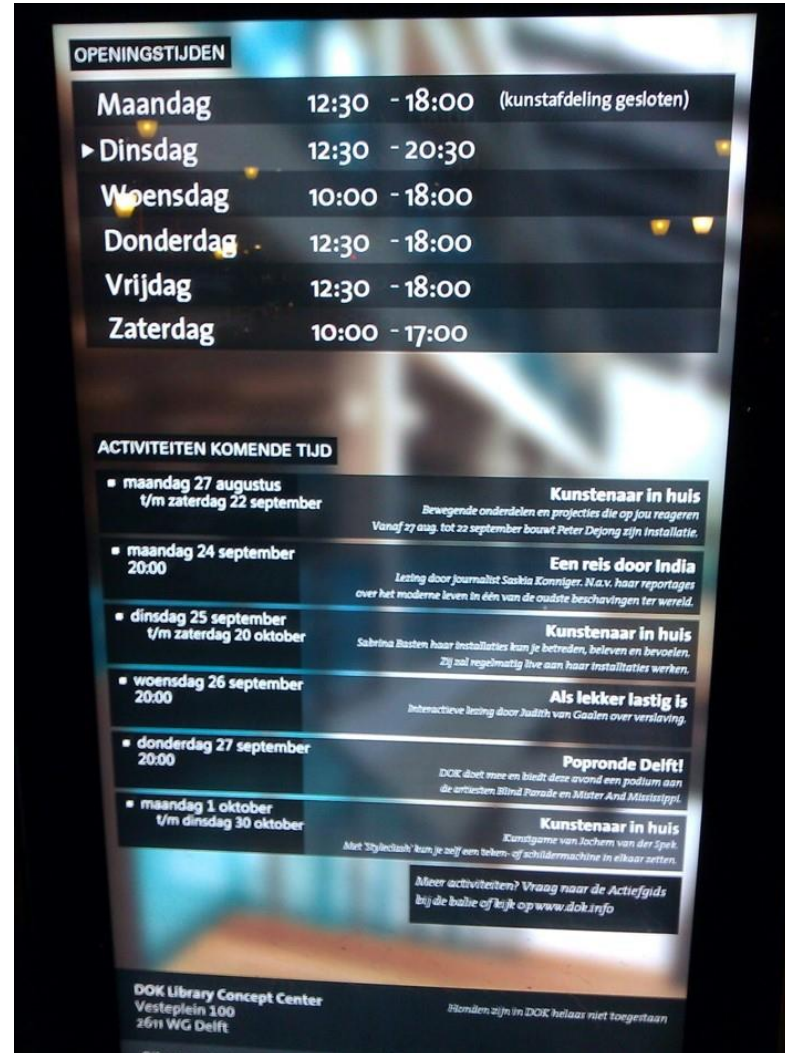 OPENINGSTIJDEN
Maandag 12:30 - 18:00 (kunstafdeling gesloten)
▸ Dinsdag 12:30 - 20:30
Woensdag 10:00 - 18:00
Donderdag 12:30 - 18:00
Vrijdag 12:30 - 18:00
Zaterdag 10:00 - 17:00
ACTIVITEITEN KOMENDE TIJD
▪ maandag 27 augustus
t/m zaterdag 22 september
Kunstenaar in huis
Bewegende onderdelen en projecties die op jou reageren
Vanaf 27 aug. tot 22 september bouwt Peter Dejong zijn installatie.
▪ maandag 24 september
20:00
Een reis door India
Lezing door journalist Saskia Konniger. N.a.v. haar reportages
over het moderne leven in één van de oudste beschavingen ter wereld.
▪ dinsdag 25 september
t/m zaterdag 20 oktober
Kunstenaar in huis
Sabrina Basten haar installaties kun je betreden, beleven en bevoelen.
Zij zal regelmatig live aan haar installtaties werken.
▪ woensdag 26 september
20:00
Als lekker lastig is
Interactieve lezing door Judith van Gaalen over verslaving.
▪ donderdag 27 september
20:00
Popronde Delft!
DOK doet mee en biedt deze avond een podium aan
de artiesten Blind Parade en Mister And Mississippi.
▪ maandag 1 oktober
t/m dinsdag 30 oktober
Kunstenaar in huis
Kunstgame van Jochem van der Spek.
Met 'Styleclash' kun je zelf een teken- of schildermachine in elkaar zetten.
Meer activiteiten? Vraag naar de Actiefgids
bij de balie of kijk op www.dok.info
DOK Library Concept Center
Vesteplein 100
2611 WG Delft
Honden zijn in DOK helaas niet toegestaan